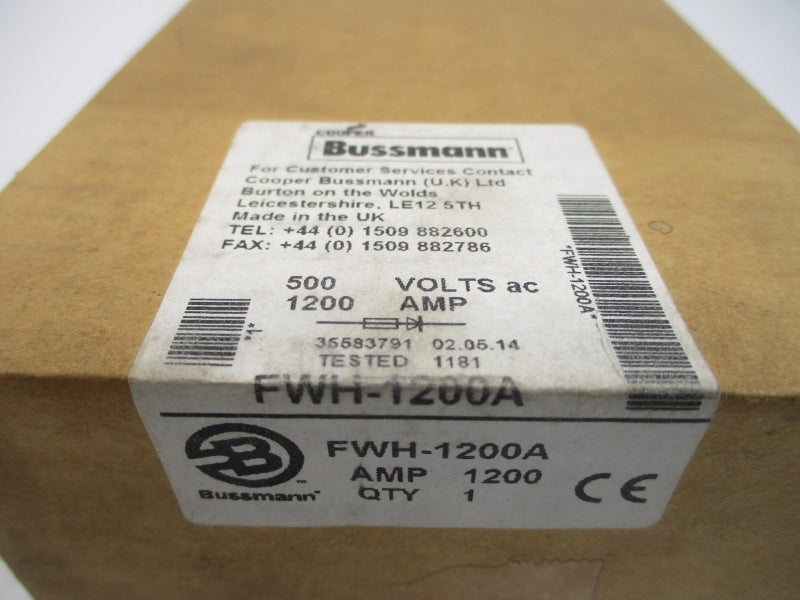 COOPER
Bussmann
For Customer Services Contact
Cooper Bussmann (U.K) Ltd
Burton on the Wolds
Leicestershire, LE12 5TH
Made in the UK
TEL: +44 (0) 1509 882600
FAX: +44 (0) 1509 882786
500 VOLTS ac
1200 AMP
35583791 02.05.14
TESTED 1181
FWH-1200A
*1*
*FWH-1200A*
FWH-1200A
AMP 1200
QTY 1
B
Bussmann™
CE